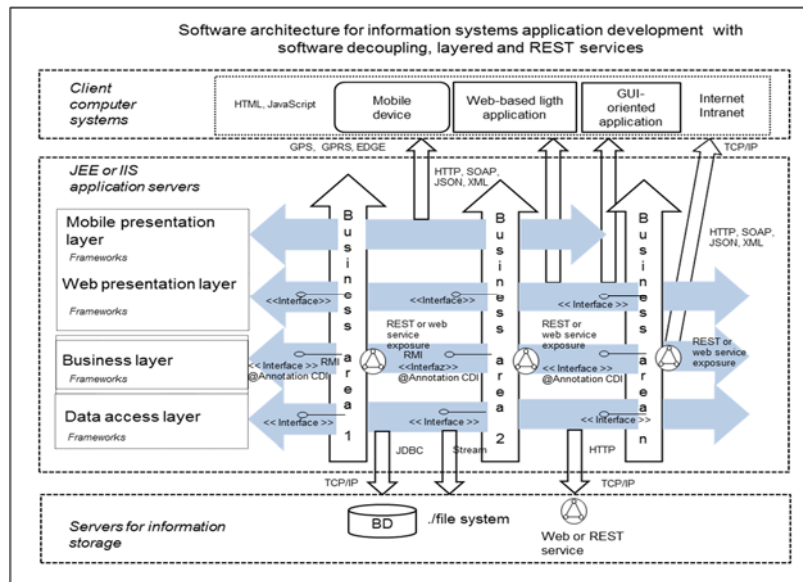 Software architecture for information systems application development with
software decoupling, layered and REST services
Client
computer
systems
HTML, JavaScript
Mobile
device
Web-based ligth
application
GUI-
oriented
application
Internet
Intranet
GPS, GPRS, EDGE
TCP/IP
JEE or IIS
application servers
HTTP, SOAP,
JSON, XML
HTTP, SOAP,
JSON, XML
Mobile presentation
layer
Frameworks
Web presentation layer
Frameworks
Business layer
Frameworks
Data access layer
Frameworks
Business area 1
Business area 2
Business area n
<<Interface>>
<<Interface>>
<< Interface>>
REST or web
service
exposure
REST or web
service
exposure
REST or
web service
exposure
<< Interface >> RMI
@Annotation CDI
RMI
<<Interfaz>>
@Annotation CDI
<< Interface >>
@Annotation CDI
<< Interface >>
<< Interface >>
<< Interface >>
JDBC
Stream
HTTP
TCP/IP
TCP/IP
Servers for information
storage
BD
./file system
Web or REST
service